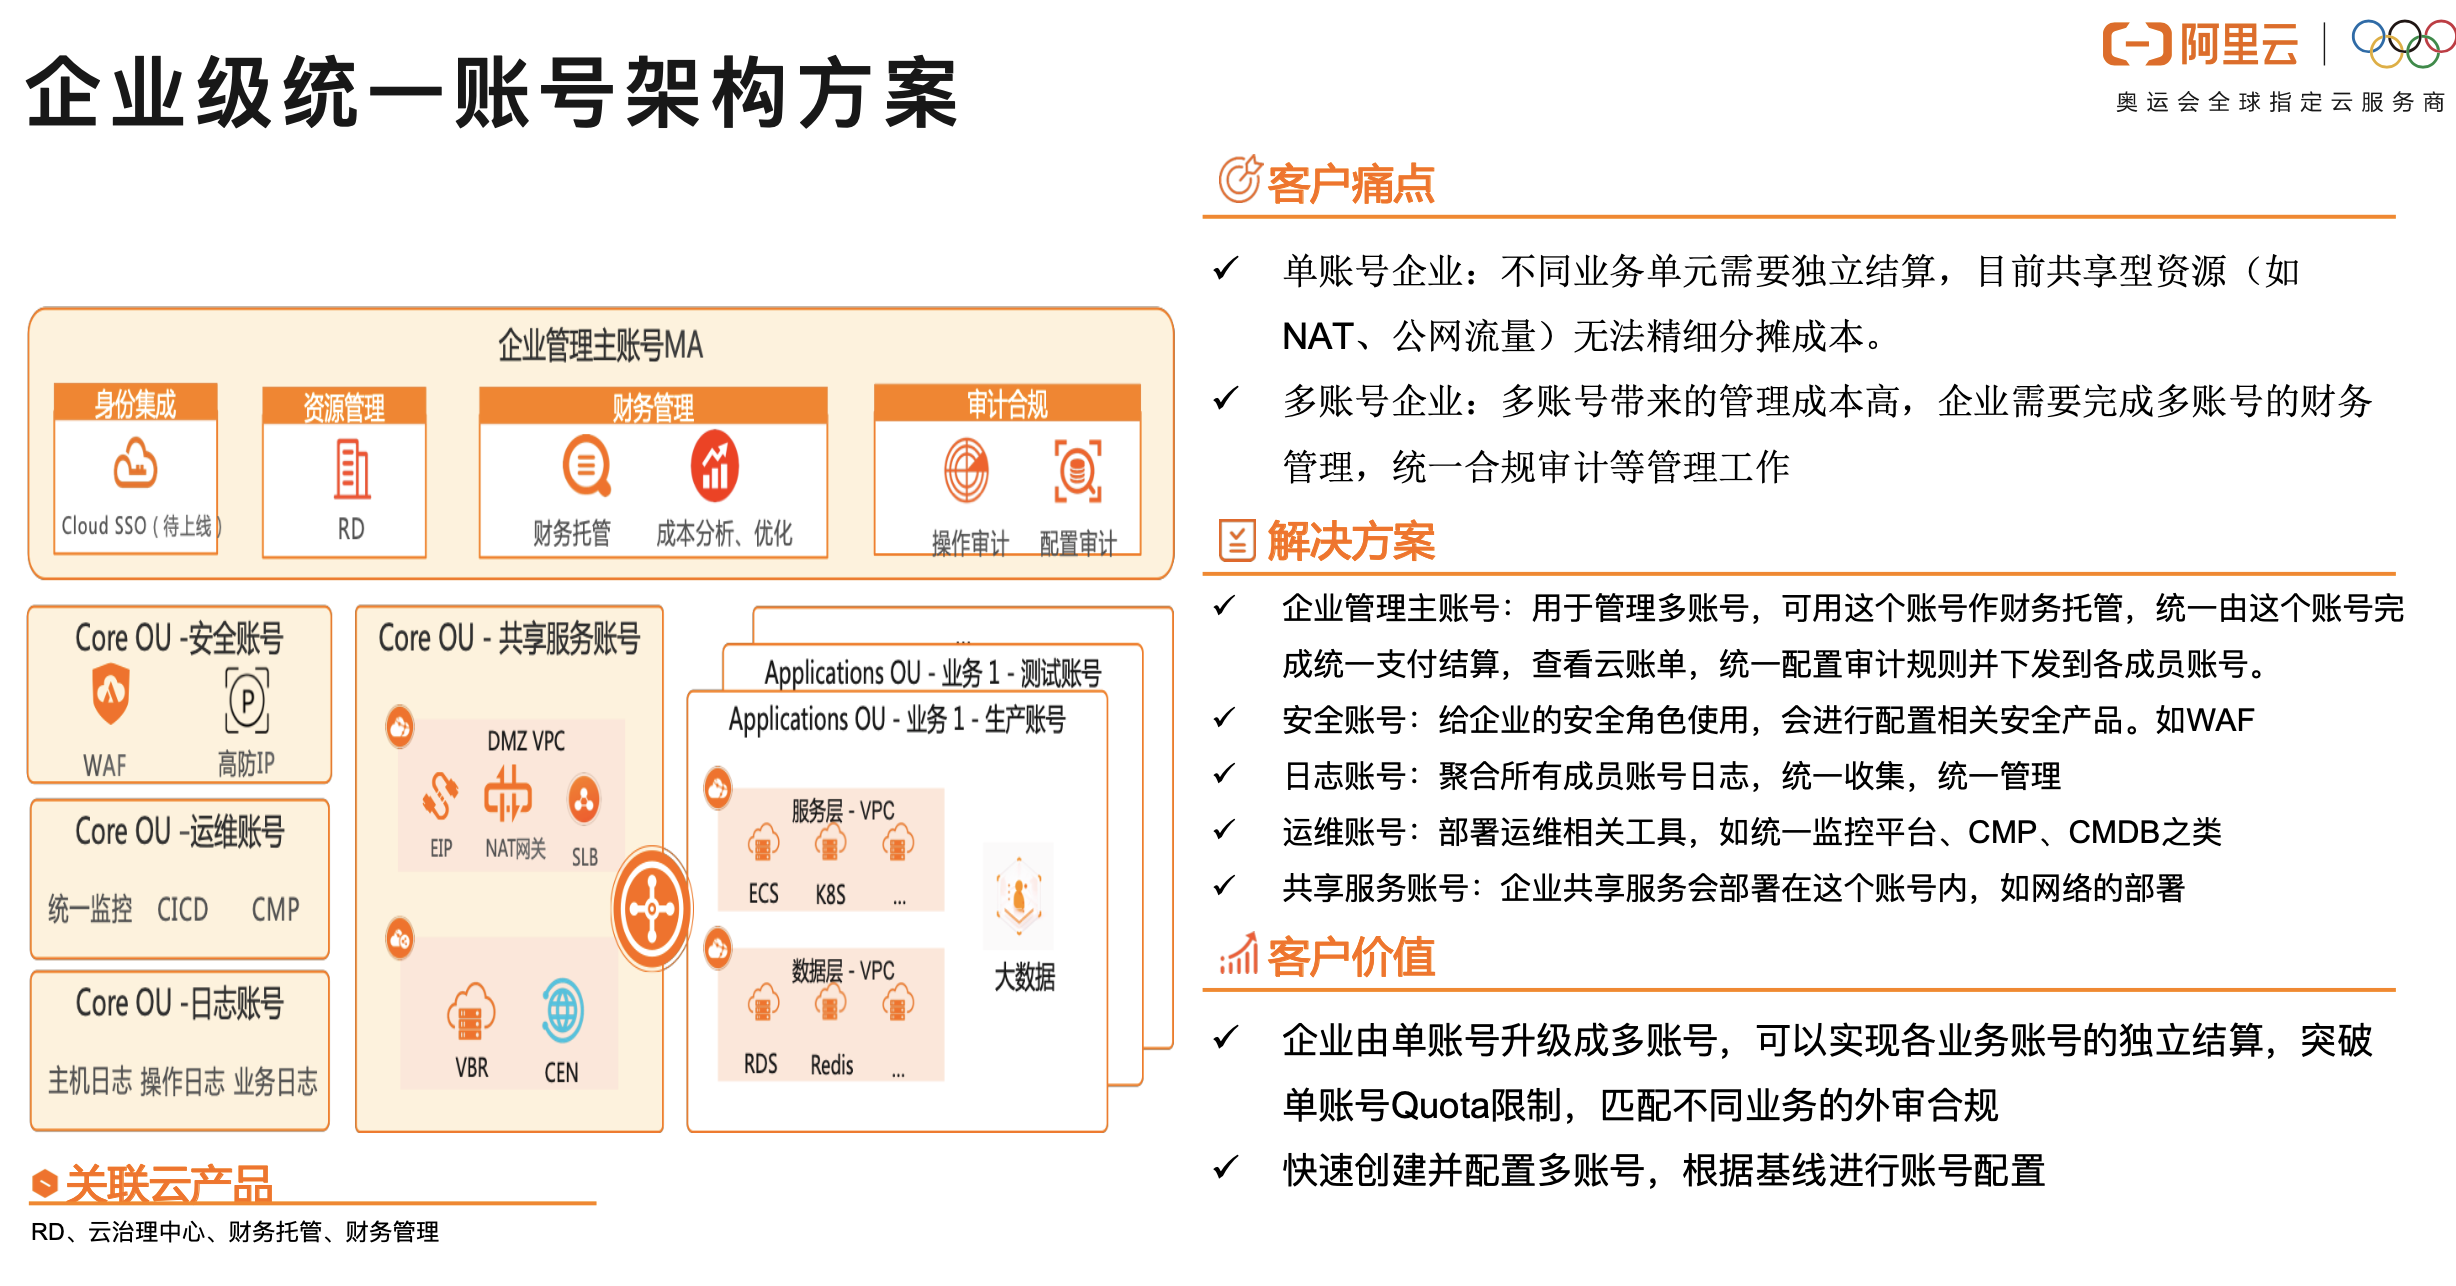 企业级统一账号架构方案
阿里云
奥运会全球指定云服务商
企业管理主账号MA
身份集成
Cloud SSO（待上线）
资源管理
RD
财务管理
财务托管
成本分析、优化
审计合规
操作审计
配置审计
Core OU -安全账号
WAF
高防IP
Core OU –运维账号
统一监控 CICD CMP
Core OU -日志账号
主机日志 操作日志 业务日志
Core OU - 共享服务账号
DMZ VPC
EIP
NAT网关
SLB
VBR
CEN
...
Applications OU - 业务 1 - 测试账号
Applications OU - 业务 1 - 生产账号
服务层 - VPC
ECS K8S ...
数据层 - VPC
RDS Redis ...
大数据
关联云产品
RD、云治理中心、财务托管、财务管理
客户痛点
✓ 单账号企业：不同业务单元需要独立结算，目前共享型资源（如
NAT、公网流量）无法精细分摊成本。
✓ 多账号企业：多账号带来的管理成本高，企业需要完成多账号的财务
管理，统一合规审计等管理工作
解决方案
✓ 企业管理主账号：用于管理多账号，可用这个账号作财务托管，统一由这个账号完
成统一支付结算，查看云账单，统一配置审计规则并下发到各成员账号。
✓ 安全账号：给企业的安全角色使用，会进行配置相关安全产品。如WAF
✓ 日志账号：聚合所有成员账号日志，统一收集，统一管理
✓ 运维账号：部署运维相关工具，如统一监控平台、CMP、CMDB之类
✓ 共享服务账号：企业共享服务会部署在这个账号内，如网络的部署
客户价值
✓ 企业由单账号升级成多账号，可以实现各业务账号的独立结算，突破
单账号Quota限制，匹配不同业务的外审合规
✓ 快速创建并配置多账号，根据基线进行账号配置